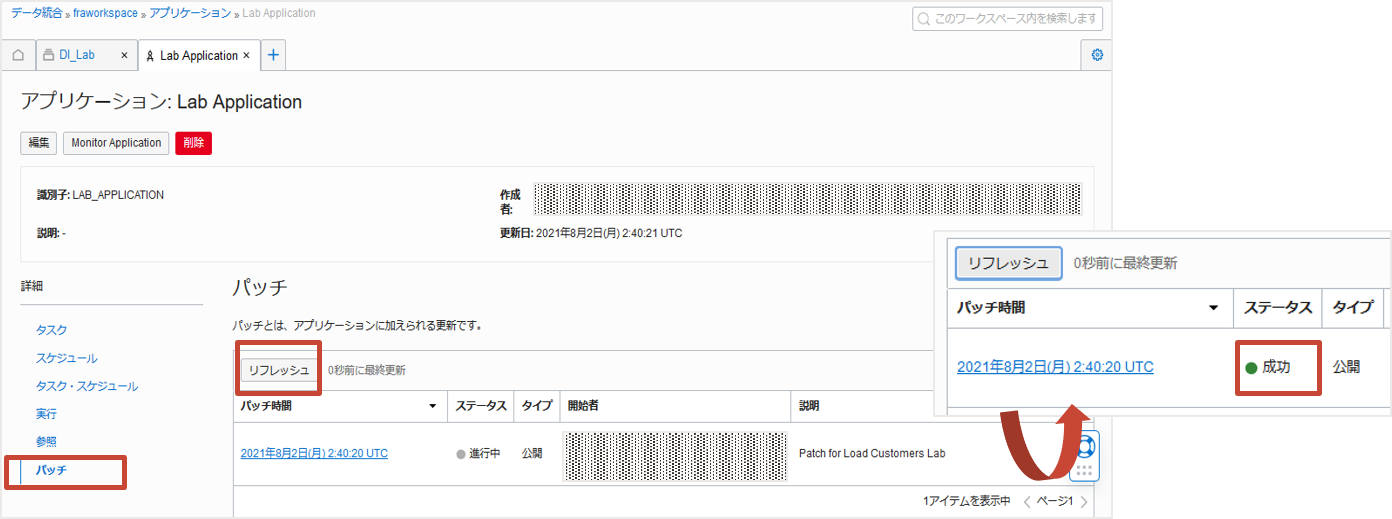 データ統合 » fraworkspace » アプリケーション » Lab Application
このワークスペース内を検索します
DI_Lab × Lab Application × +
アプリケーション: Lab Application
編集 Monitor Application 削除
識別子: LAB_APPLICATION
作成者:
説明: -
更新日: 2021年8月2日(月) 2:40:21 UTC
詳細
タスク
スケジュール
タスク・スケジュール
実行
参照
パッチ
パッチ
パッチとは、アプリケーションに加えられる更新です。
リフレッシュ 0秒前に最終更新
パッチ時間 ステータス タイプ 開始者 説明
2021年8月2日(月) 2:40:20 UTC 進行中 公開 Patch for Load Customers Lab
1アイテムを表示中 ページ1
リフレッシュ 0秒前に最終更新
パッチ時間 ステータス タイプ
2021年8月2日(月) 2:40:20 UTC 成功 公開